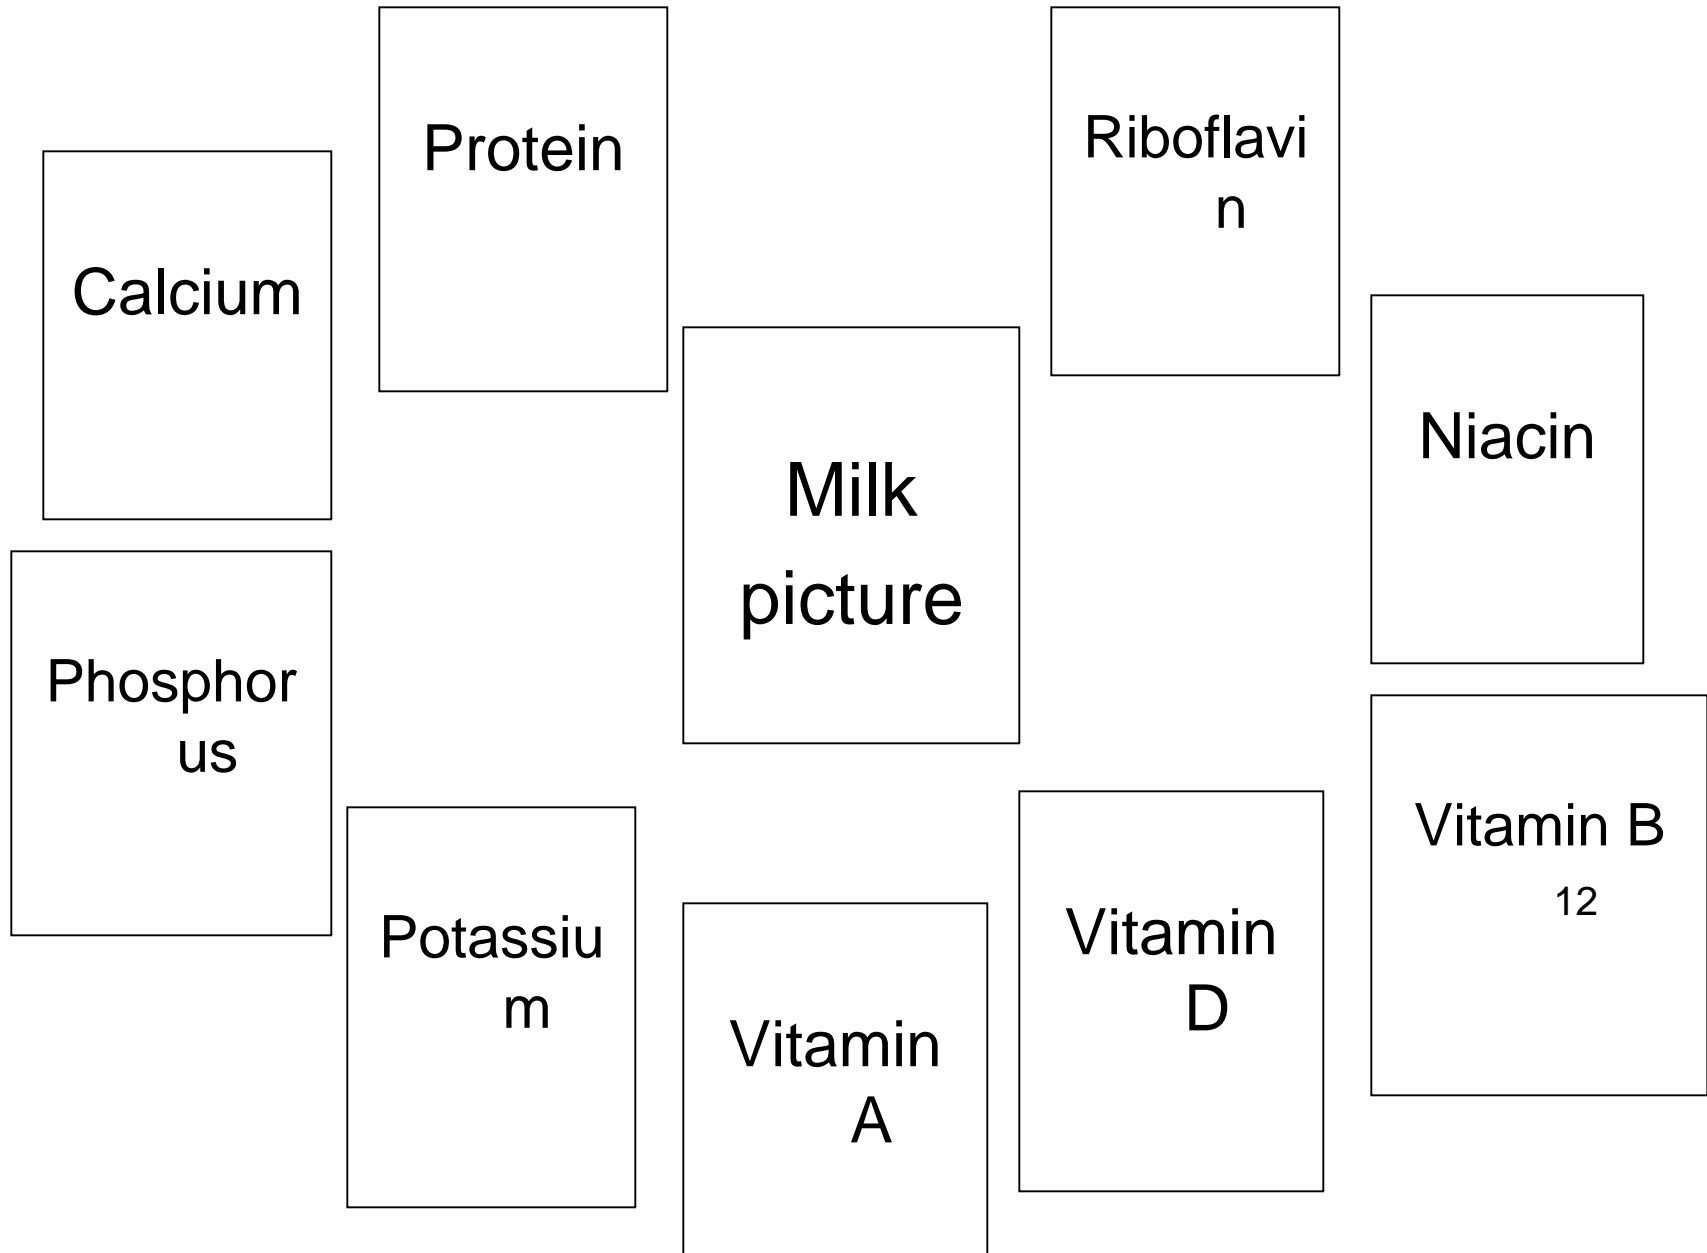 Protein
Riboflavi
n
Calcium
Niacin
Milk
picture
Phosphor
us
Vitamin B
12
Potassiu
m
Vitamin
D
Vitamin
A